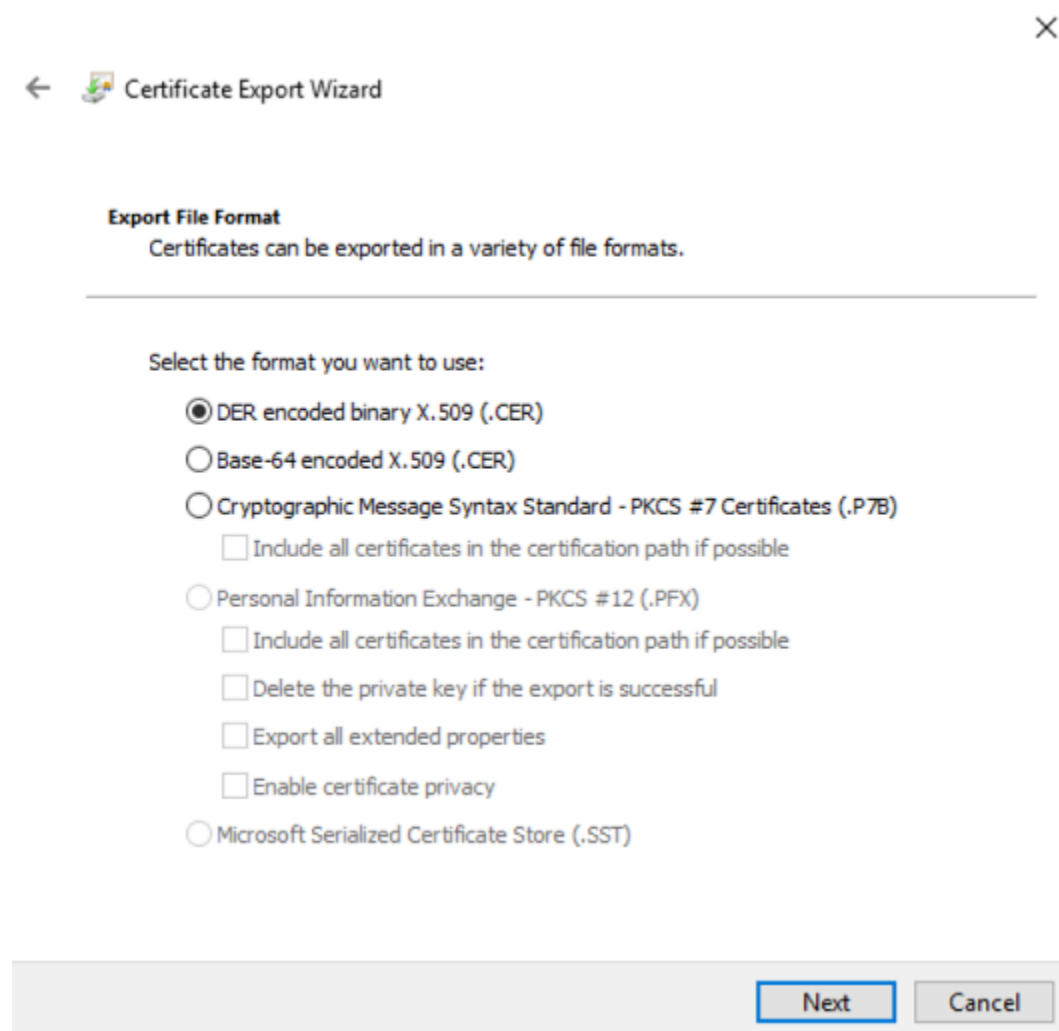 Certificate Export Wizard
Export File Format
Certificates can be exported in a variety of file formats.
Select the format you want to use:
DER encoded binary X.509 (.CER)
Base-64 encoded X.509 (.CER)
Cryptographic Message Syntax Standard - PKCS #7 Certificates (.P7B)
Include all certificates in the certification path if possible
Personal Information Exchange - PKCS #12 (.PFX)
Include all certificates in the certification path if possible
Delete the private key if the export is successful
Export all extended properties
Enable certificate privacy
Microsoft Serialized Certificate Store (.SST)
Next Cancel